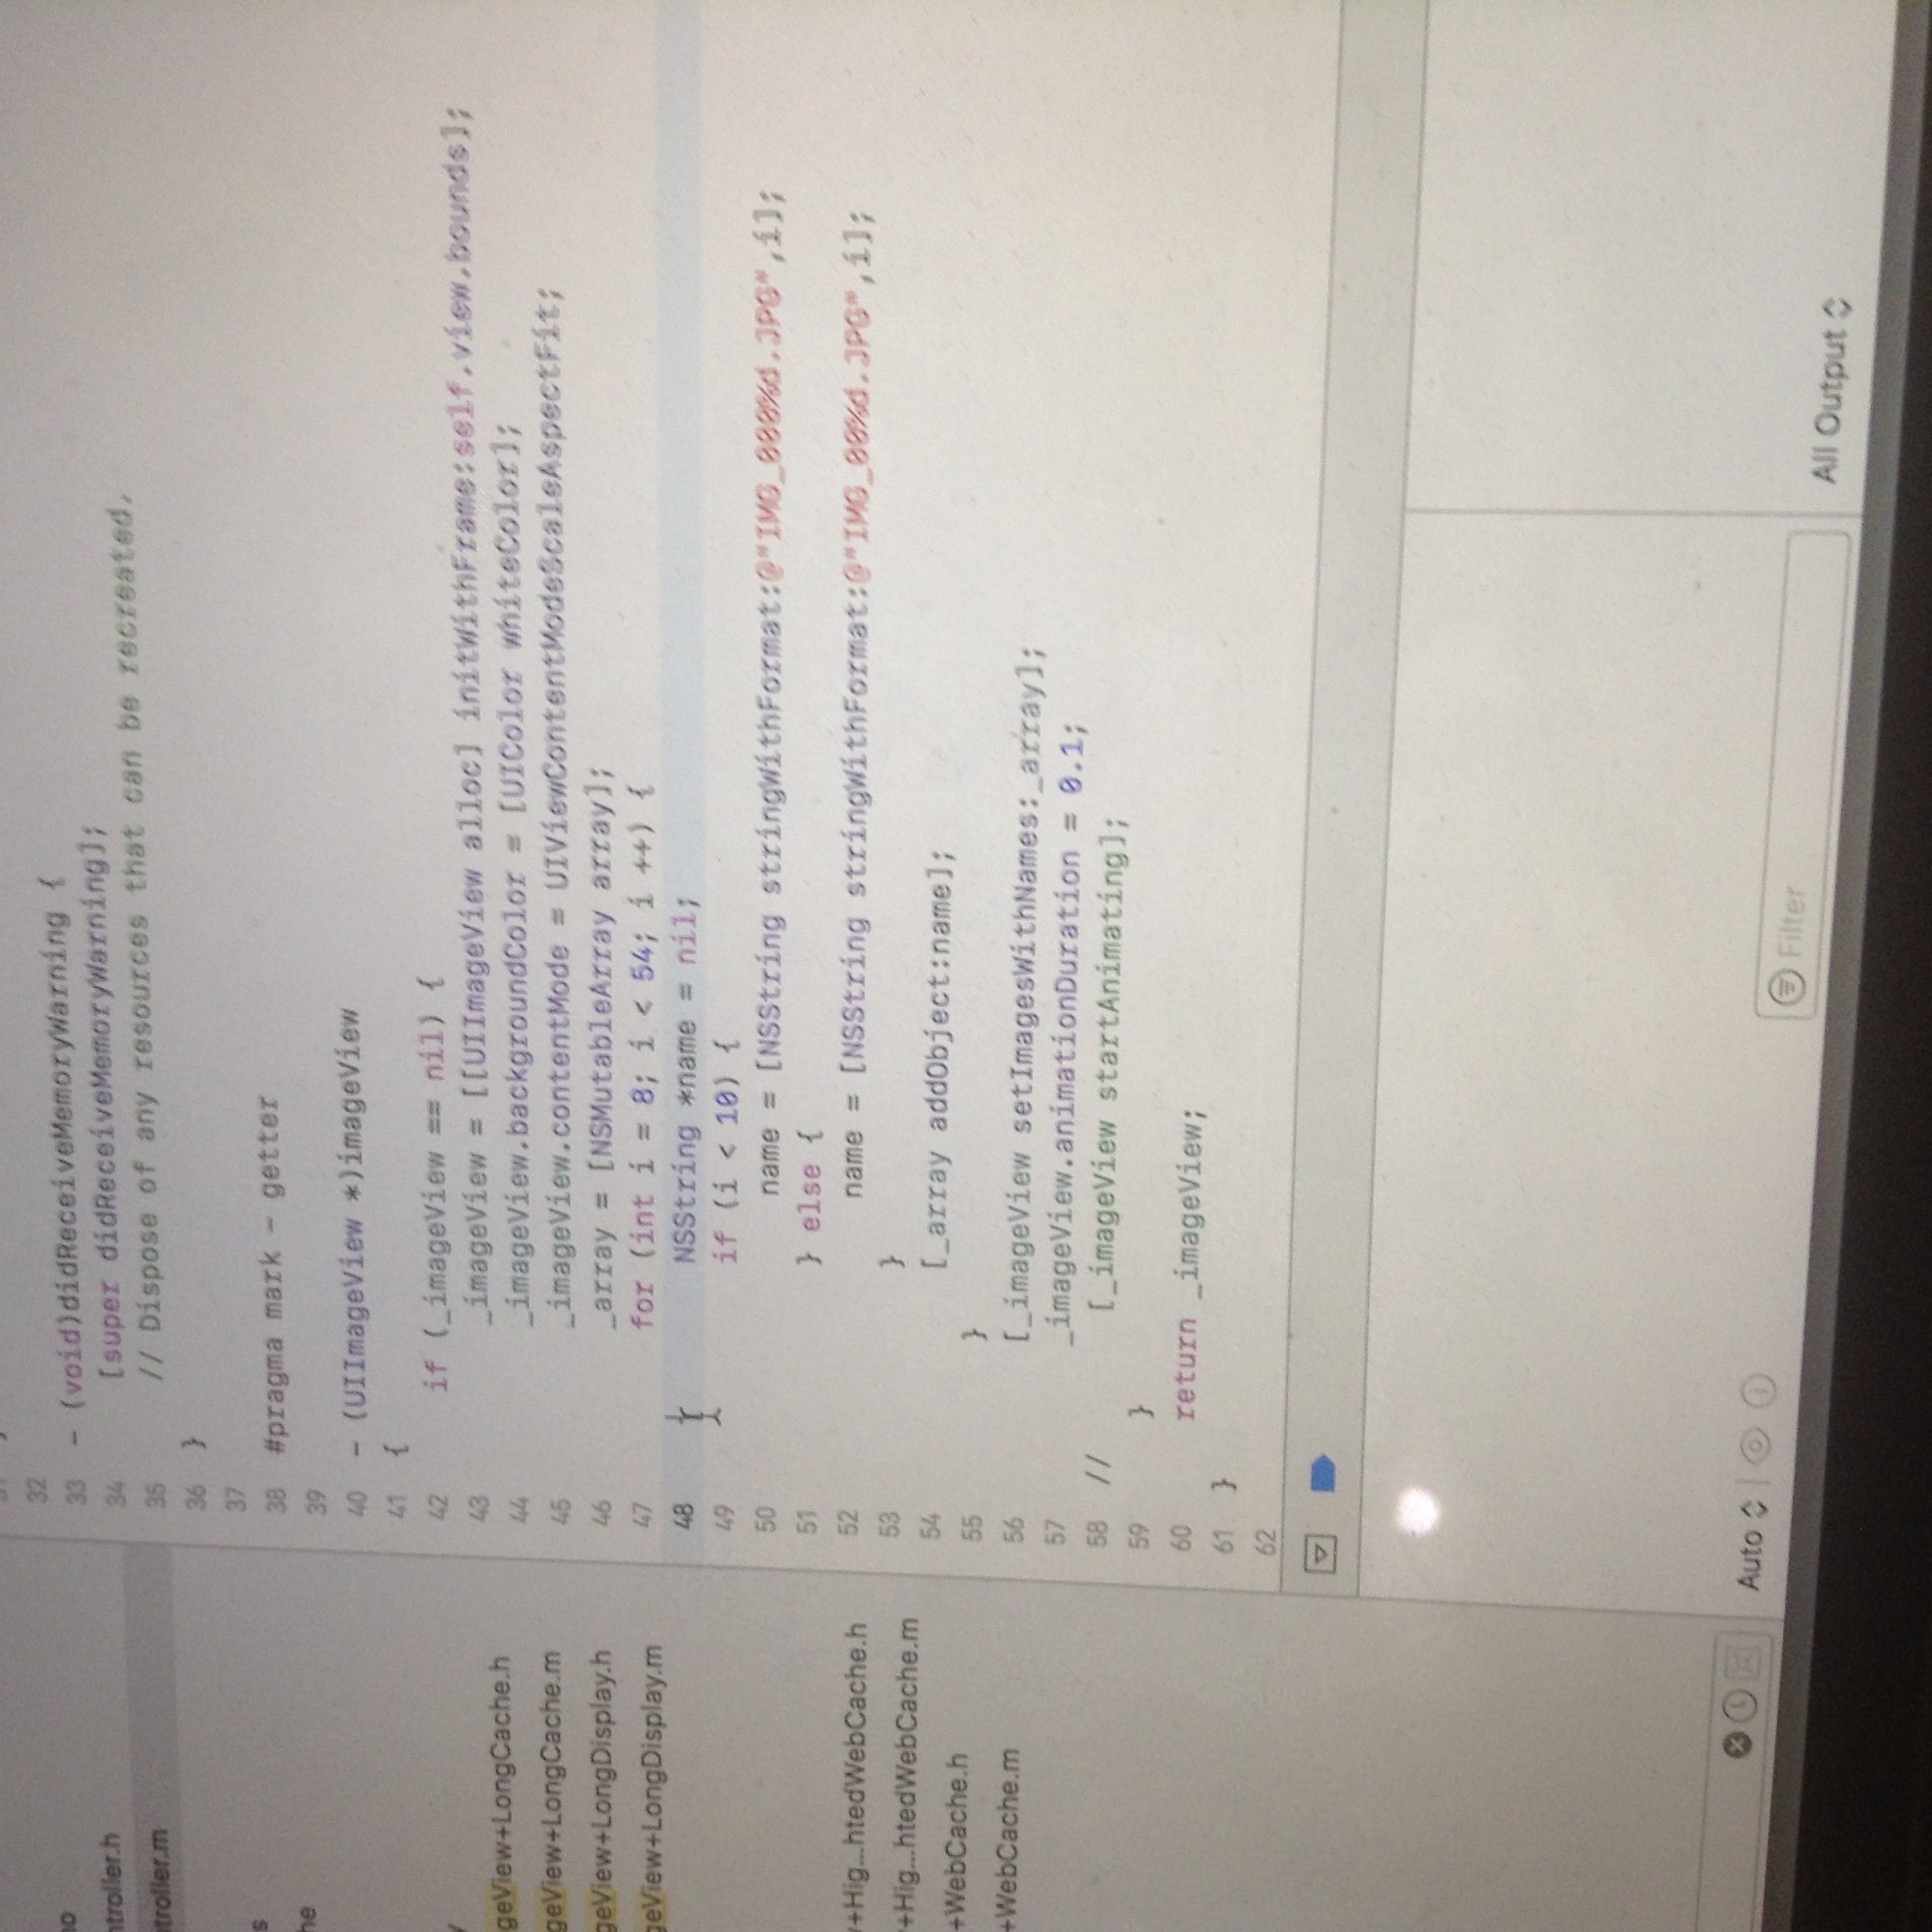 ntroller.h
ntroller.m
s
he
geView+LongCache.h
geView+LongCache.m
geView+LongDisplay.h
geView+LongDisplay.m
+Hig...htedWebCache.h
+Hig...htedWebCache.m
+WebCache.h
+WebCache.m
32
33 - (void)didReceiveMemoryWarning {
34 [super didReceiveMemoryWarning];
35 // Dispose of any resources that can be recreated.
36 }
37
38 #pragma mark - getter
39
40 - (UIImageView *)imageView
41 {
42 if (_imageView == nil) {
43 _imageView = [[UIImageView alloc] initWithFrame:self.view.bounds];
44 _imageView.backgroundColor = [UIColor whiteColor];
45 _imageView.contentMode = UIViewContentModeScaleAspectFit;
46 _array = [NSMutableArray array];
47 for (int i = 8; i < 54; i ++) {
48 NSString *name = nil;
49 if (i < 10) {
50 name = [NSString stringWithFormat:@"IMG_000%d.JPG",i];
51 } else {
52 name = [NSString stringWithFormat:@"IMG_00%d.JPG",i];
53 }
54 [_array addObject:name];
55 }
56 [_imageView setImagesWithNames:_array];
57 _imageView.animationDuration = 0.1;
58 // [_imageView startAnimating];
59 }
60 return _imageView;
61 }
62
Auto
Filter
All Output